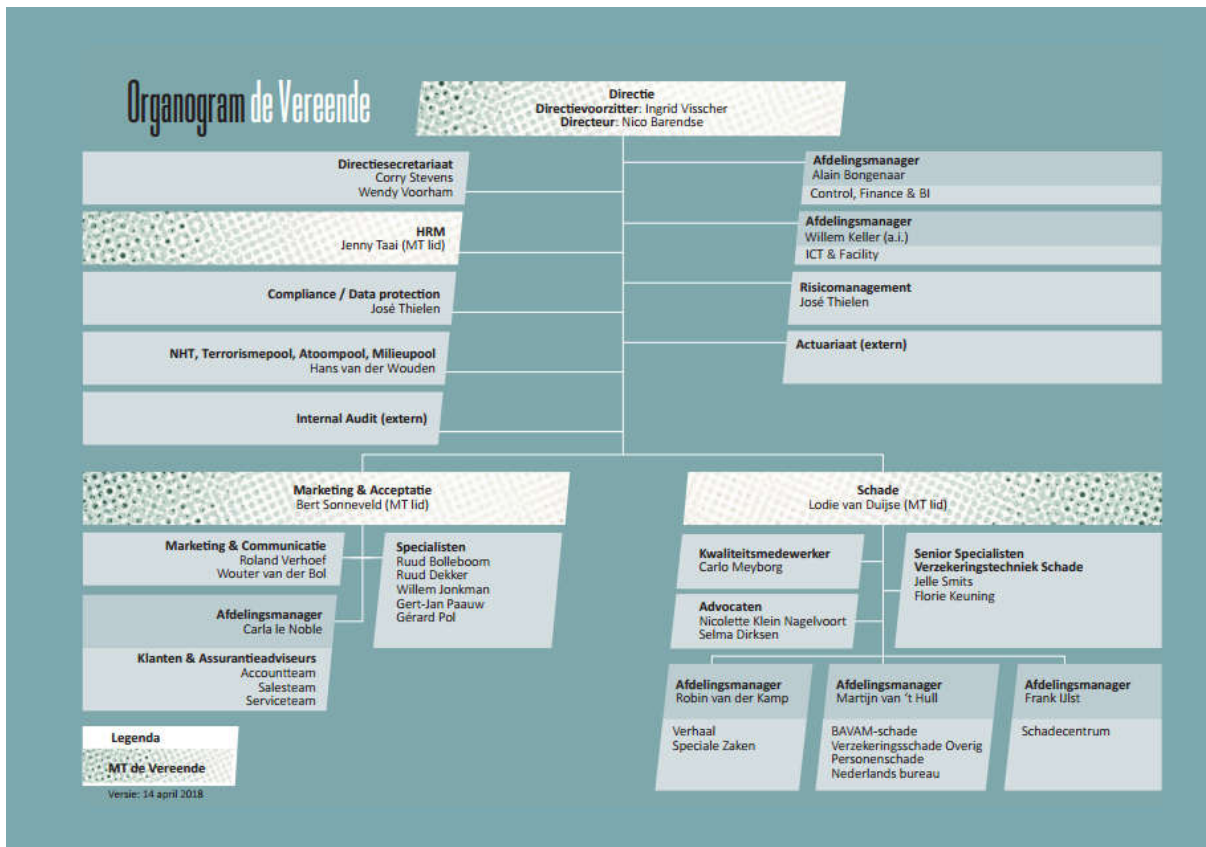 Organogram de Vereende
Directie
Directievoorzitter: Ingrid Visscher
Directeur: Nico Barendse
Directiesecretariaat
Corry Stevens
Wendy Voorham
HRM
Jenny Taai (MT lid)
Compliance / Data protection
José Thielen
NHT, Terrorismepool, Atoompool, Milieupool
Hans van der Wouden
Internal Audit (extern)
Afdelingsmanager
Alain Bongenaar
Control, Finance & BI
Afdelingsmanager
Willem Keller (a.i.)
ICT & Facility
Risicomanagement
José Thielen
Actuariaat (extern)
Marketing & Acceptatie
Bert Sonneveld (MT lid)
Marketing & Communicatie
Roland Verhoef
Wouter van der Bol
Afdelingsmanager
Carla le Noble
Klanten & Assurantieadviseurs
Accountteam
Salesteam
Serviceteam
Specialisten
Ruud Bolleboom
Ruud Dekker
Willem Jonkman
Gert-Jan Paauw
Gérard Pol
Schade
Lodie van Duijse (MT lid)
Kwaliteitsmedewerker
Carlo Meyborg
Advocaten
Nicolette Klein Nagelvoort
Selma Dirksen
Senior Specialisten
Verzekeringstechniek Schade
Jelle Smits
Florie Keuning
Afdelingsmanager
Robin van der Kamp
Verhaal
Speciale Zaken
Afdelingsmanager
Martijn van ‘t Hull
BAVAM-schade
Verzekeringsschade Overig
Personenschade
Nederlands bureau
Afdelingsmanager
Frank IJlst
Schadecentrum
Legenda
MT de Vereende
Versie: 14 april 2018